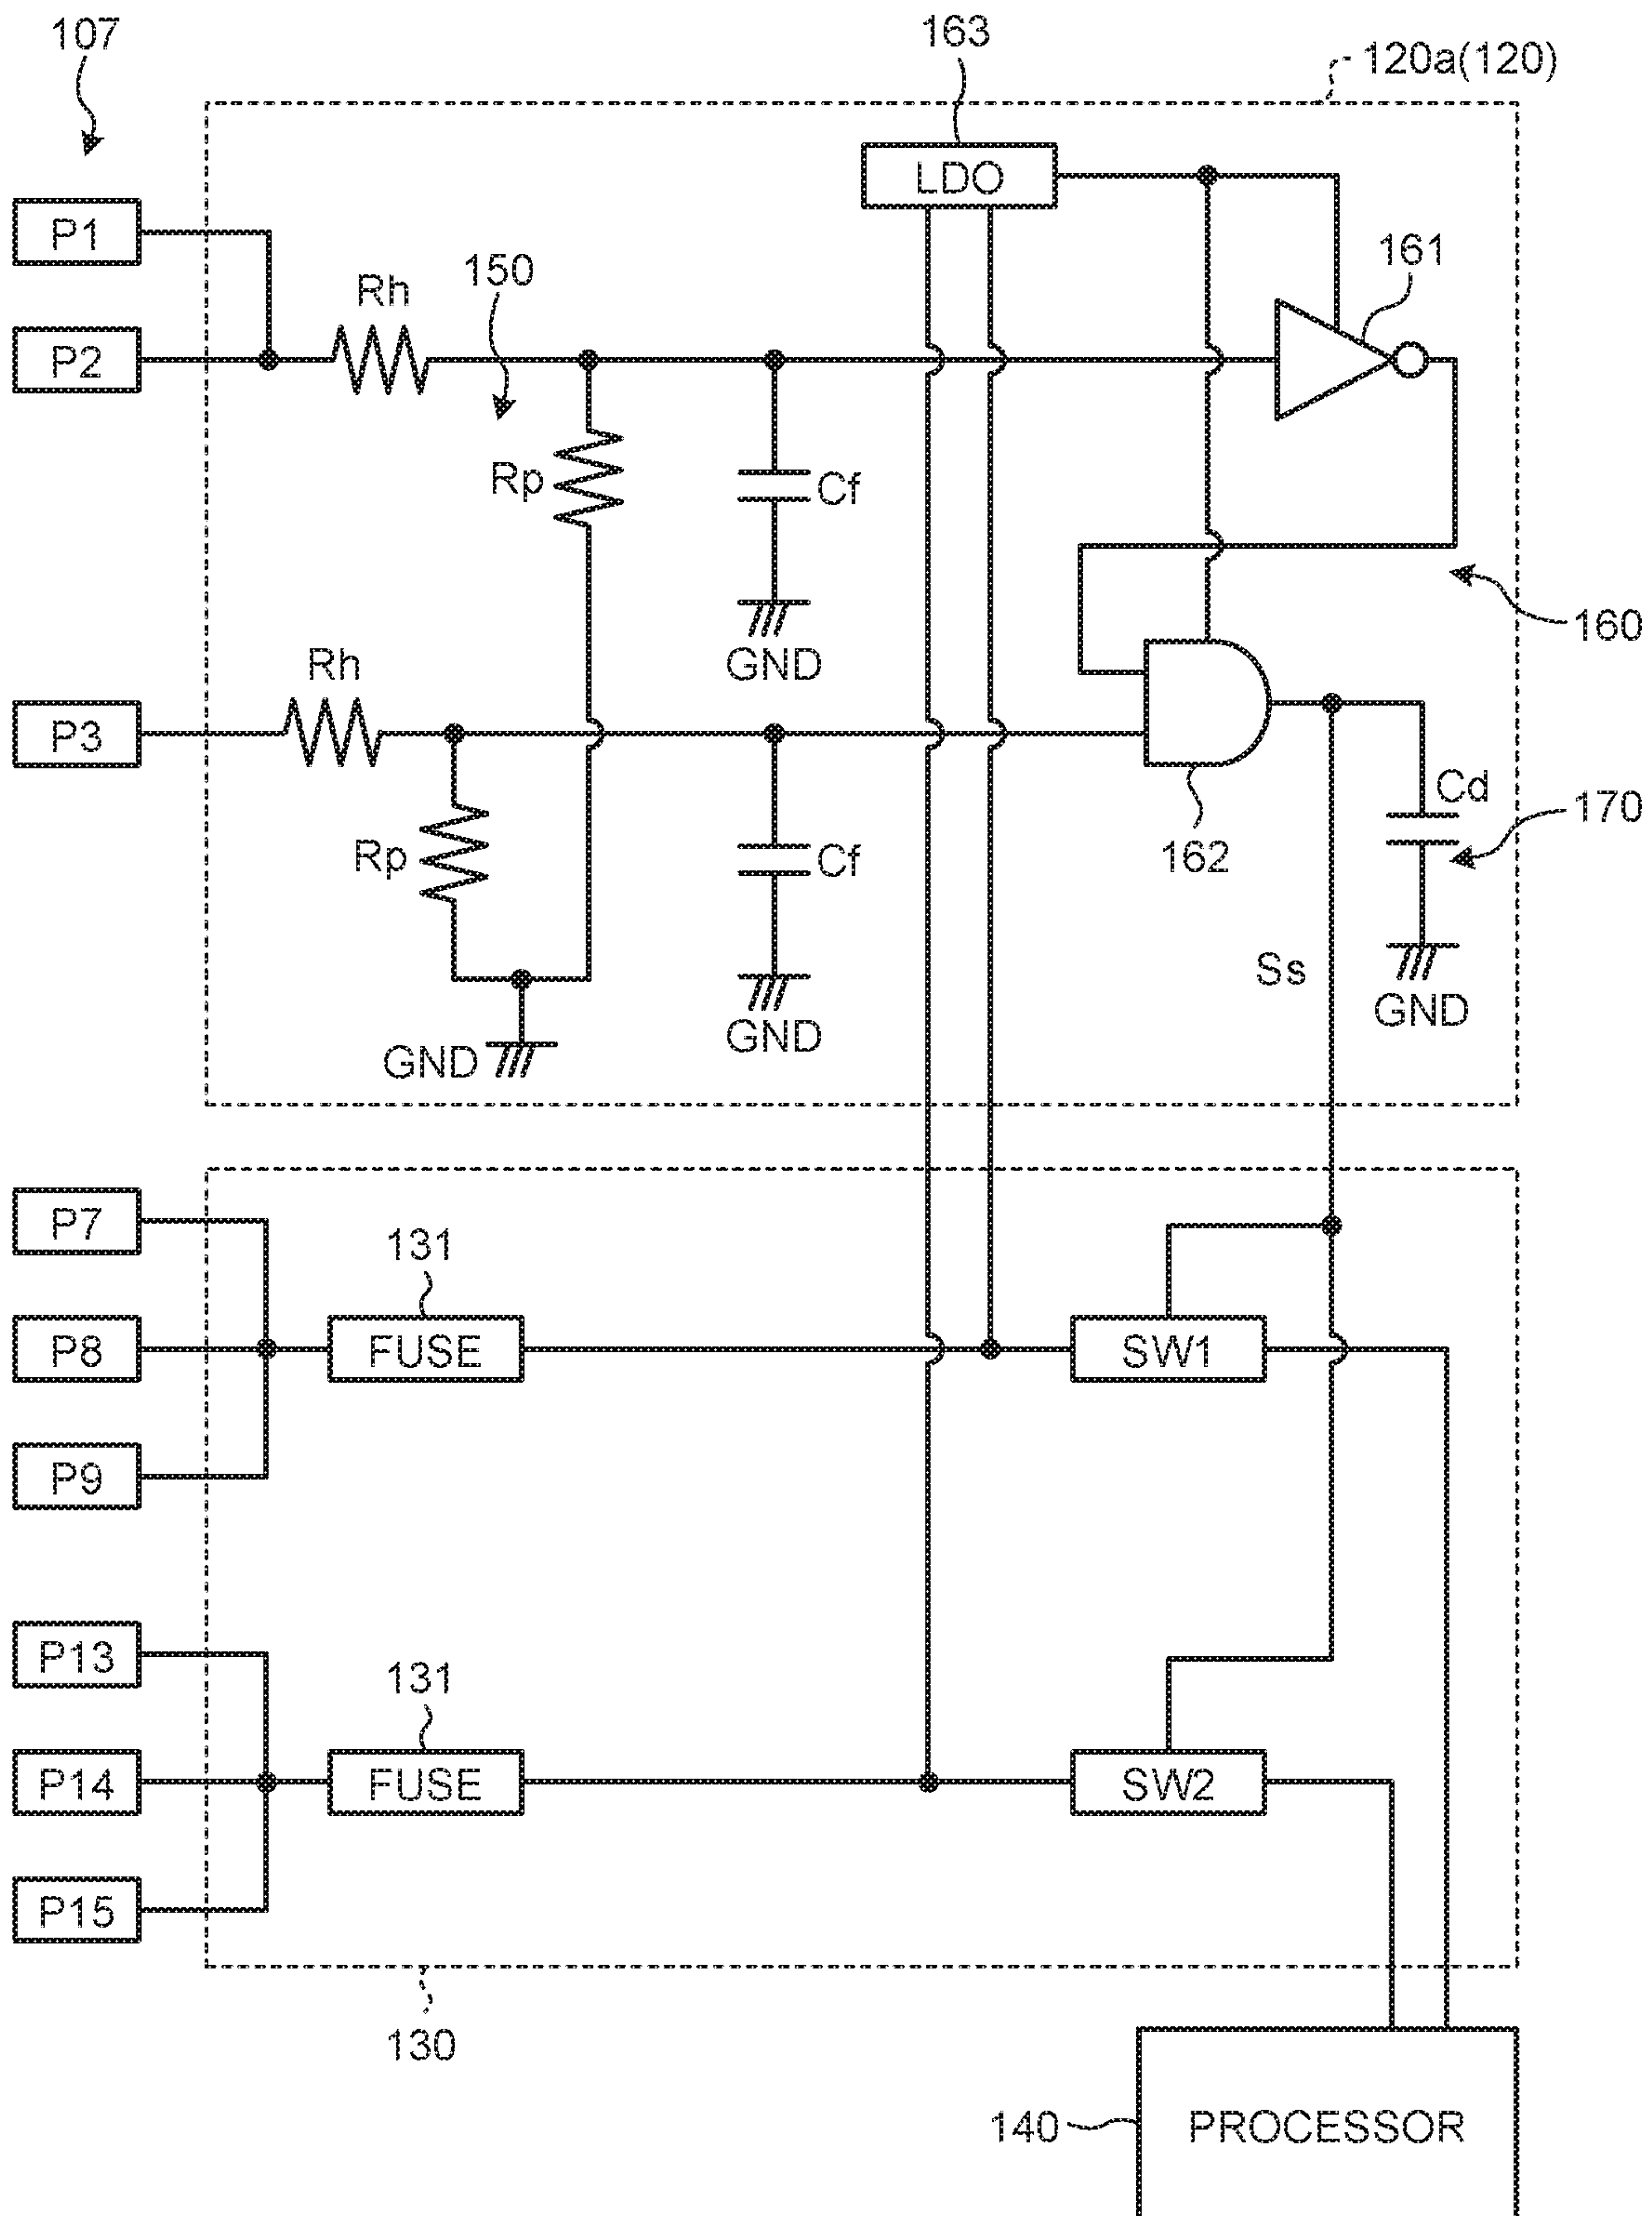 107
163
120a(120)
LDO
P1
161
150
Rh
P2
Rp
Cf
160
GND
Rh
P3
Cd
170
162
Rp
Cf
Ss
GND
GND
GND
P7
131
P8
FUSE
SW1
P9
P13
131
P14
FUSE
SW2
P15
130
140
PROCESSOR